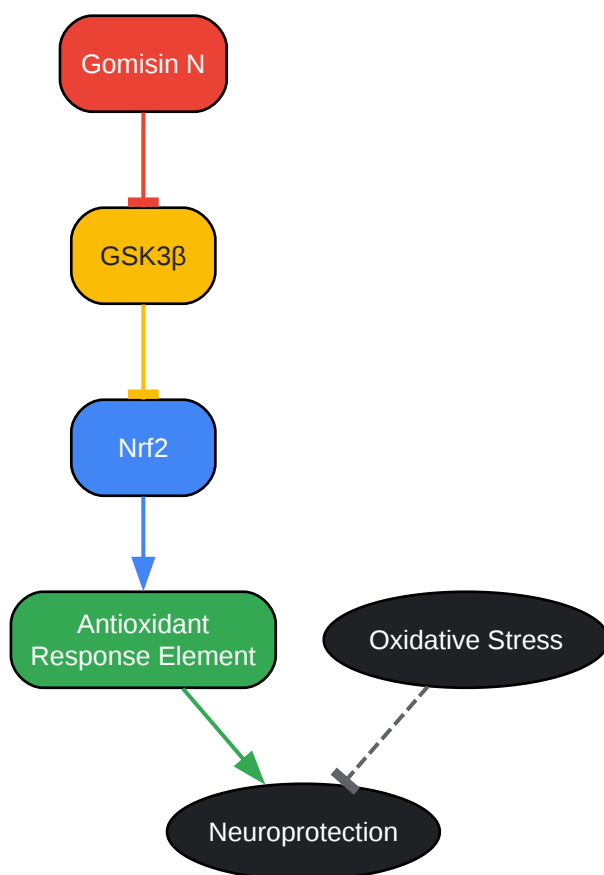 Gomisin N
GSK3β
Nrf2
Antioxidant
Response Element
Oxidative Stress
Neuroprotection